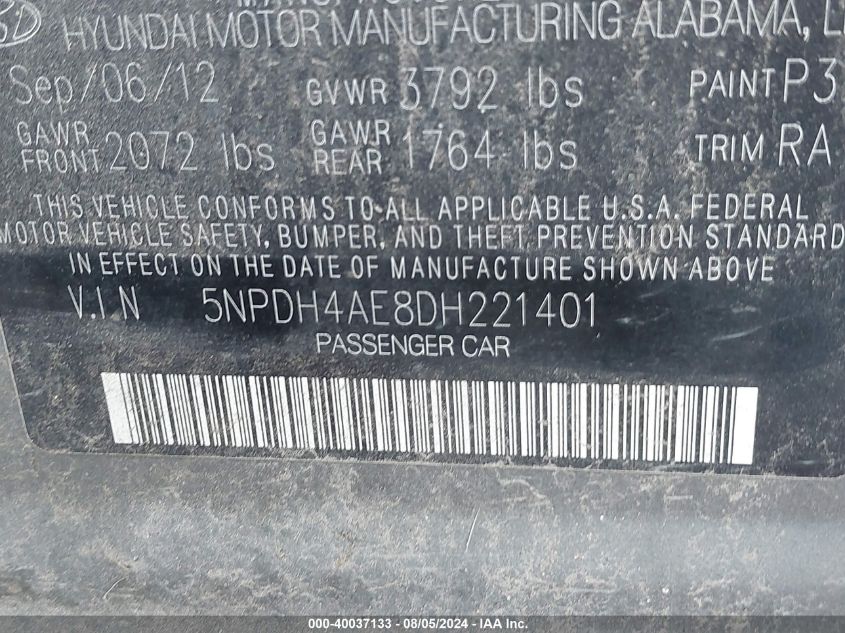 HYUNDAI MOTOR MANUFACTURING ALABAMA,
Sep/06/12 GVWR 3792 lbs PAINT P3
GAWR FRONT 2072 lbs GAWR REAR 1764 lbs TRIM RA
THIS VEHICLE CONFORMS TO ALL APPLICABLE U.S.A. FEDERAL
MOTOR VEHICLE SAFETY, BUMPER, AND THEFT PREVENTION STANDARD
IN EFFECT ON THE DATE OF MANUFACTURE SHOWN ABOVE
V.I N 5NPDH4AE8DH221401
PASSENGER CAR
000-40037133 - 08/05/2024 - IAA Inc.